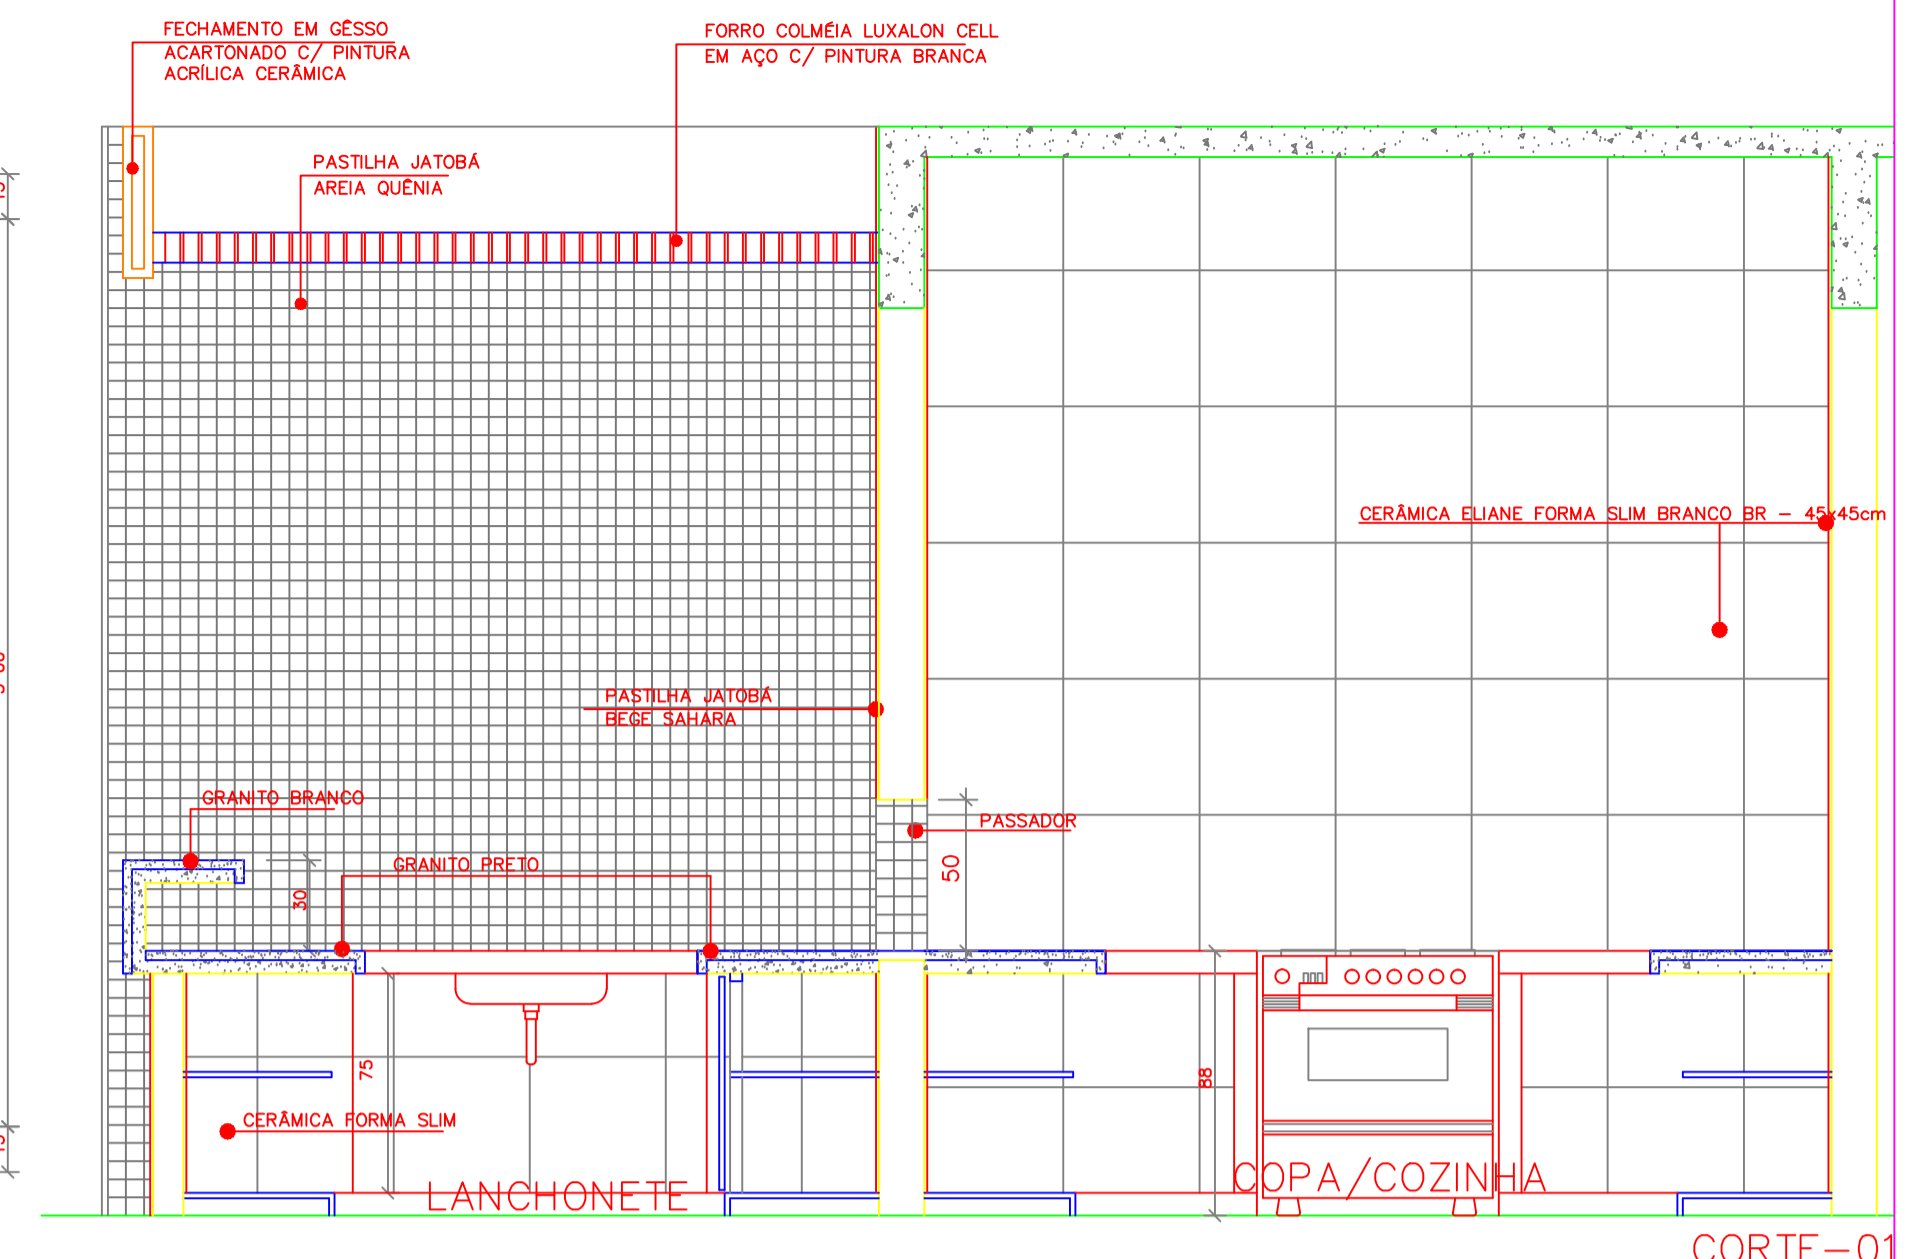 FECHAMENTO EM GÊSSO
ACARTONADO C/ PINTURA
ACRÍLICA CERÂMICA
FORRO COLMÉIA LUXALON CELL
EM AÇO C/ PINTURA BRANCA
PASTILHA JATOBÁ
AREIA QUÊNIA
CERÂMICA ELIANE FORMA SLIM BRANCO BR - 45x45cm
PASTILHA JATOBÁ
BEGE SAHARA
GRANITO BRANCO
PASSADOR
GRANITO PRETO
50
30
75
88
CERÂMICA FORMA SLIM
LANCHONETE
COPA/COZINHA
CORTE-01